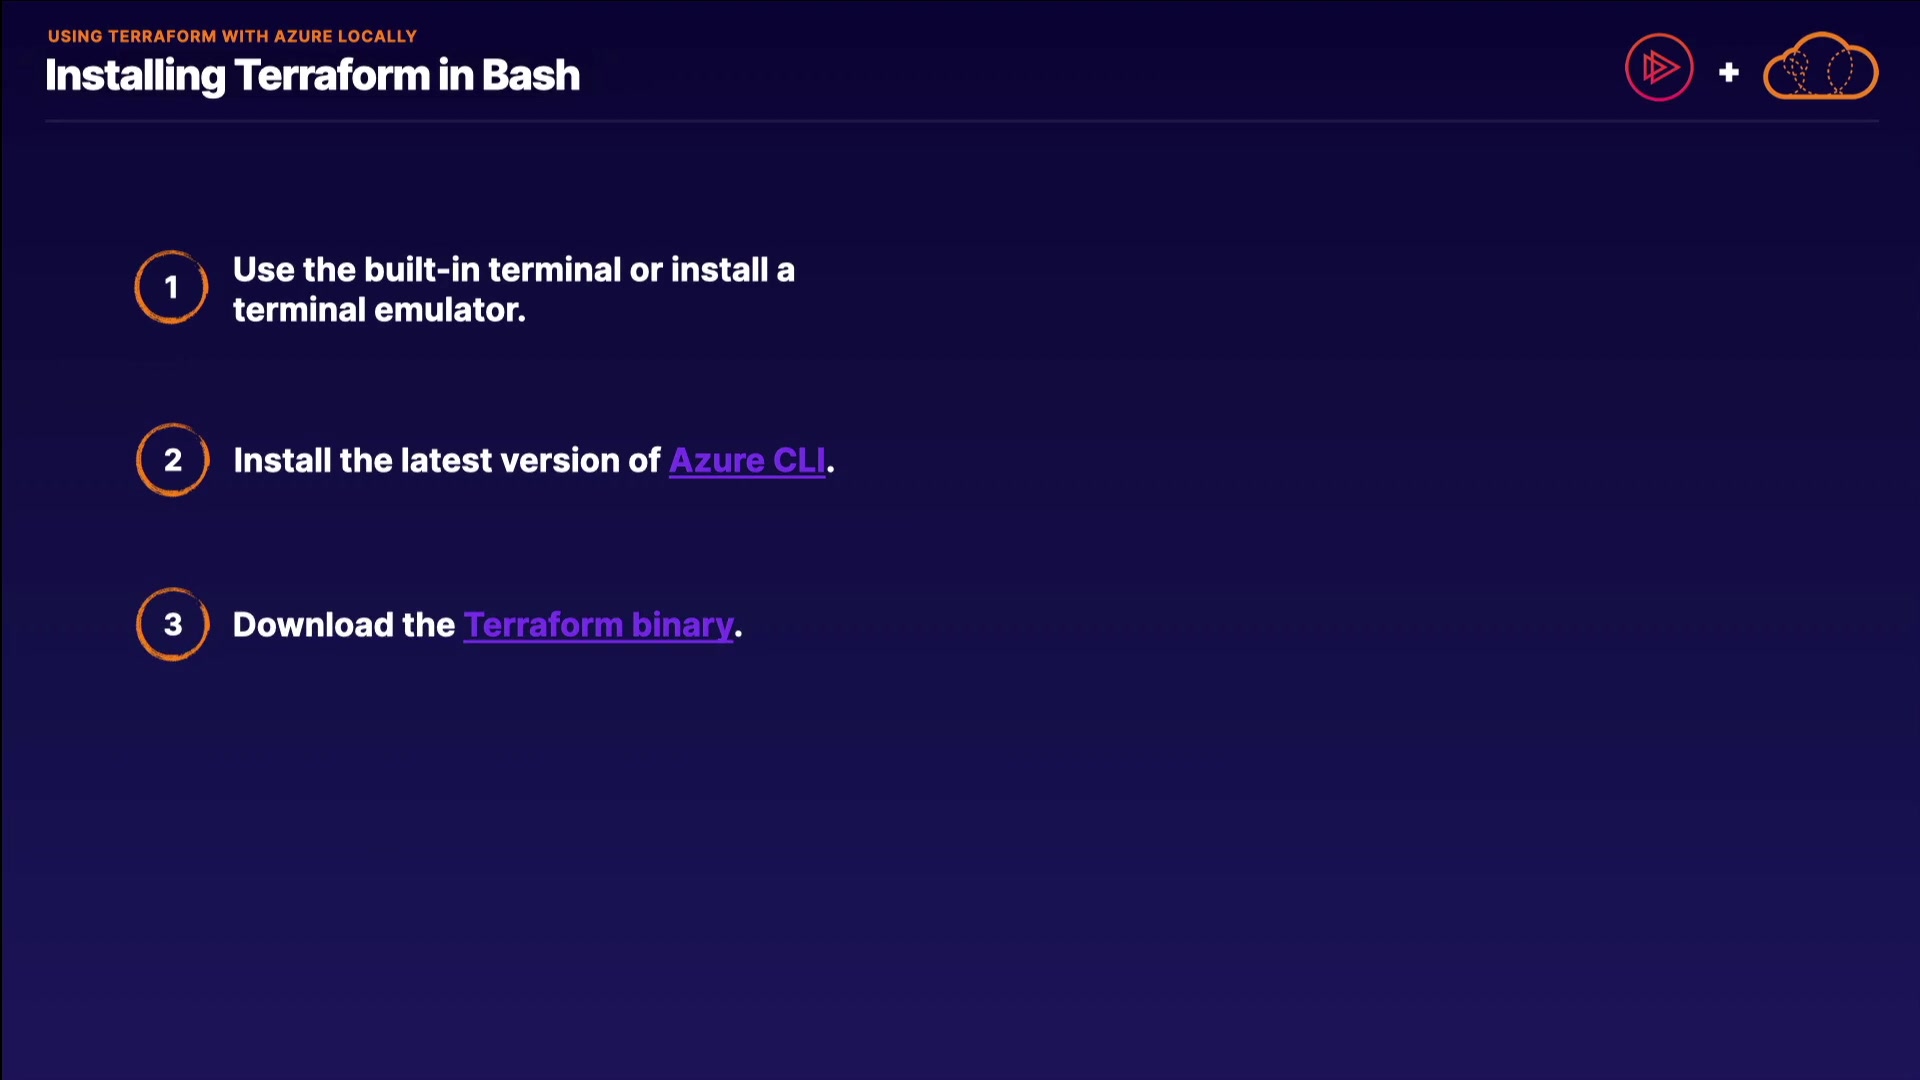 USING TERRAFORM WITH AZURE LOCALLY
Installing Terraform in Bash
+
1
Use the built-in terminal or install a
terminal emulator.
2
Install the latest version of Azure CLI.
3
Download the Terraform binary.